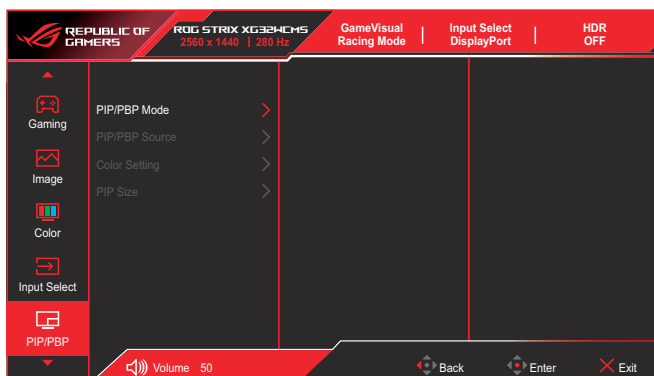 REPUBLIC OF
GAMERS
ROG STRIX XG32WCMS
2560 x 1440 | 280 Hz
GameVisual
Racing Mode
Input Select
DisplayPort
HDR
OFF
Gaming
Image
Color
Input Select
PIP/PBP
PIP/PBP Mode
PIP/PBP Source
Color Setting
PIP Size
Volume 50
Back
Enter
Exit